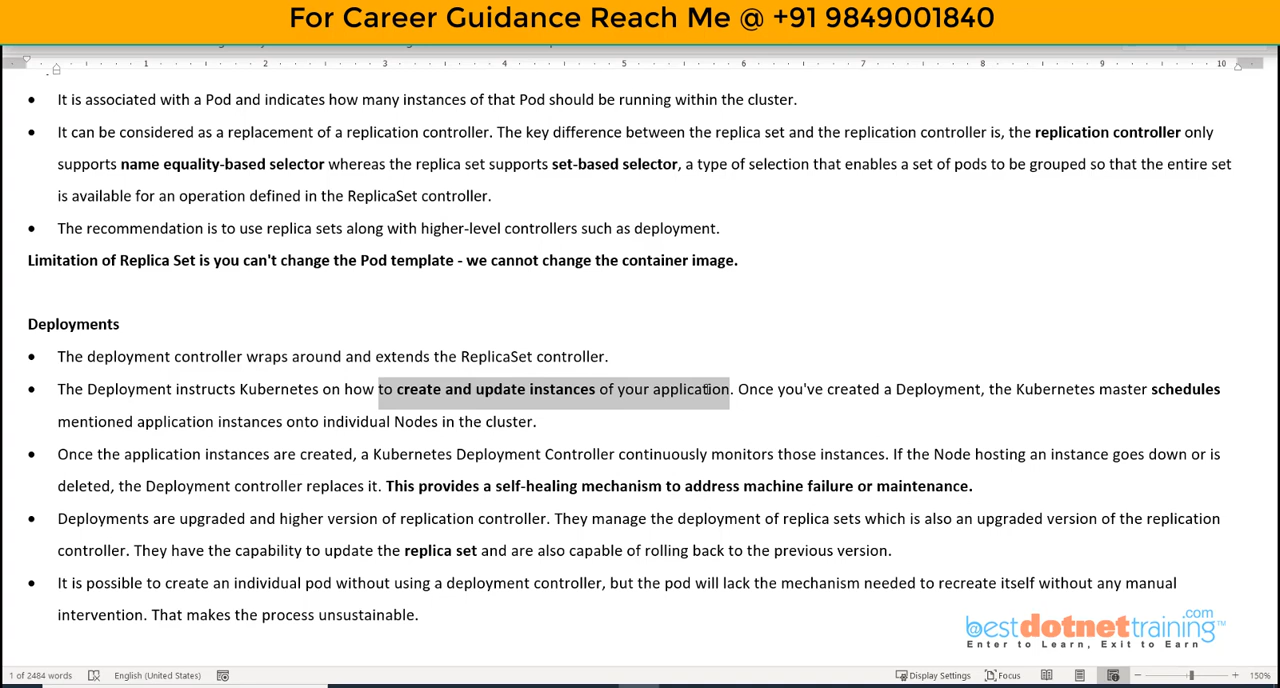 For Career Guidance Reach Me @ +91 9849001840
1 2 3 4 5 6 7 8 9 10
• It is associated with a Pod and indicates how many instances of that Pod should be running within the cluster.
• It can be considered as a replacement of a replication controller. The key difference between the replica set and the replication controller is, the replication controller only
supports name equality-based selector whereas the replica set supports set-based selector, a type of selection that enables a set of pods to be grouped so that the entire set
is available for an operation defined in the ReplicaSet controller.
• The recommendation is to use replica sets along with higher-level controllers such as deployment.
Limitation of Replica Set is you can't change the Pod template - we cannot change the container image.
Deployments
• The deployment controller wraps around and extends the ReplicaSet controller.
• The Deployment instructs Kubernetes on how to create and update instances of your application. Once you've created a Deployment, the Kubernetes master schedules
mentioned application instances onto individual Nodes in the cluster.
• Once the application instances are created, a Kubernetes Deployment Controller continuously monitors those instances. If the Node hosting an instance goes down or is
deleted, the Deployment controller replaces it. This provides a self-healing mechanism to address machine failure or maintenance.
• Deployments are upgraded and higher version of replication controller. They manage the deployment of replica sets which is also an upgraded version of the replication
controller. They have the capability to update the replica set and are also capable of rolling back to the previous version.
• It is possible to create an individual pod without using a deployment controller, but the pod will lack the mechanism needed to recreate itself without any manual
intervention. That makes the process unsustainable.
@bestdotnettraining.com™
Enter to Learn, Exit to Earn
1 of 2484 words English (United States) Display Settings Focus 150%